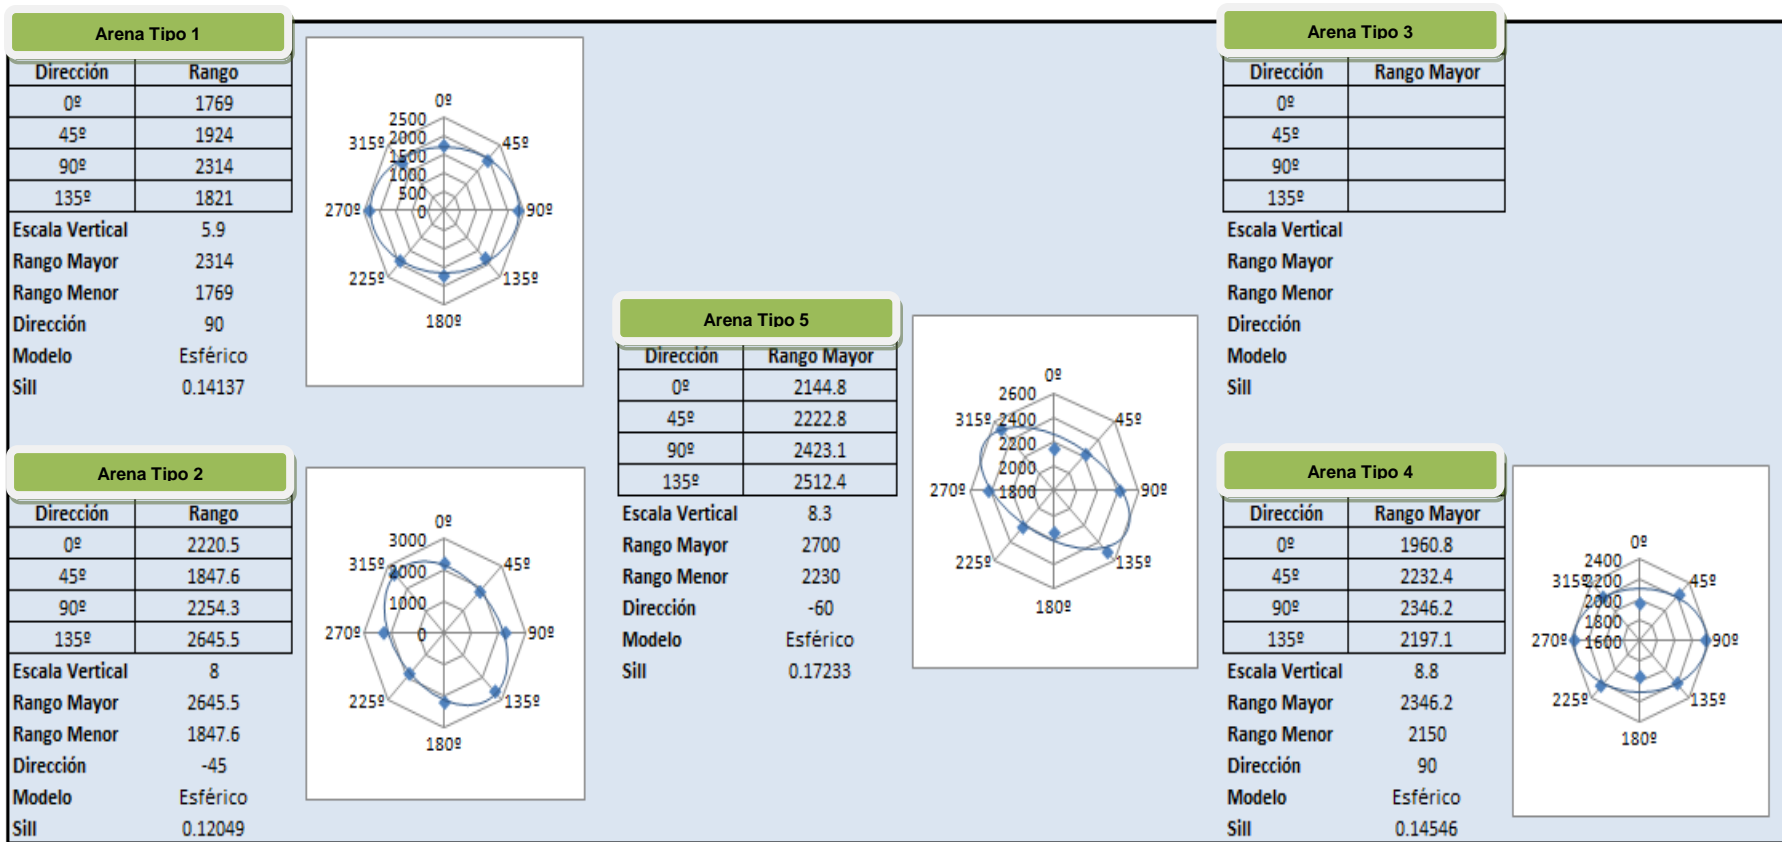 Arena Tipo 1
Dirección Rango
0º 1769
45º 1924
90º 2314
135º 1821
Escala Vertical 5.9
Rango Mayor 2314
Rango Menor 1769
Dirección 90
Modelo Esférico
Sill 0.14137
0º
2500
315º 2000 45º
1500
1000
500
270º 0 90º
225º 135º
180º
Arena Tipo 2
Dirección Rango
0º 2220.5
45º 1847.6
90º 2254.3
135º 2645.5
Escala Vertical 8
Rango Mayor 2645.5
Rango Menor 1847.6
Dirección -45
Modelo Esférico
Sill 0.12049
0º
3000
315º 2000 45º
1000
270º 0 90º
225º 135º
180º
Arena Tipo 5
Dirección Rango Mayor
0º 2144.8
45º 2222.8
90º 2423.1
135º 2512.4
Escala Vertical 8.3
Rango Mayor 2700
Rango Menor 2230
Dirección -60
Modelo Esférico
Sill 0.17233
0º
2600
315º 2400 45º
2200
2000
270º 1800 90º
225º 135º
180º
Arena Tipo 3
Dirección Rango Mayor
0º
45º
90º
135º
Escala Vertical
Rango Mayor
Rango Menor
Dirección
Modelo
Sill
Arena Tipo 4
Dirección Rango Mayor
0º 1960.8
45º 2232.4
90º 2346.2
135º 2197.1
Escala Vertical 8.8
Rango Mayor 2346.2
Rango Menor 2150
Dirección 90
Modelo Esférico
Sill 0.14546
0º
2400
315º 2200 45º
2000
1800
270º 1600 90º
225º 135º
180º